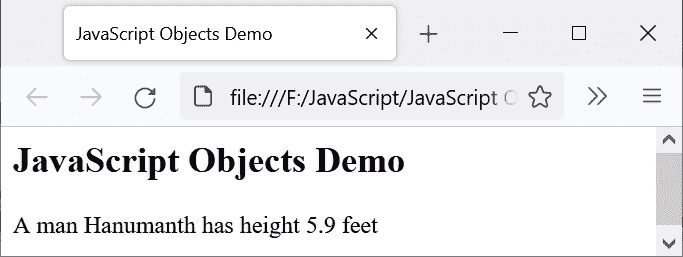 JavaScript Objects Demo
file:///F:/JavaScript/JavaScript
JavaScript Objects Demo
A man Hanumanth has height 5.9 feet